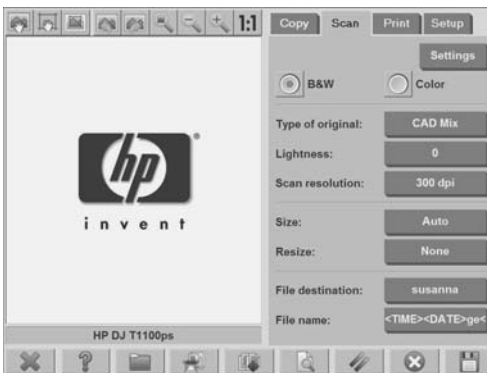 1:1
Copy Scan Print Setup
Settings
B&W Color
Type of original: CAD Mix
Lightness: 0
Scan resolution: 300 dpi
Size: Auto
Resize: None
File destination: susanna
File name: <TIME><DATE>ge<
hp
®
invent
HP DJ T1100ps
?